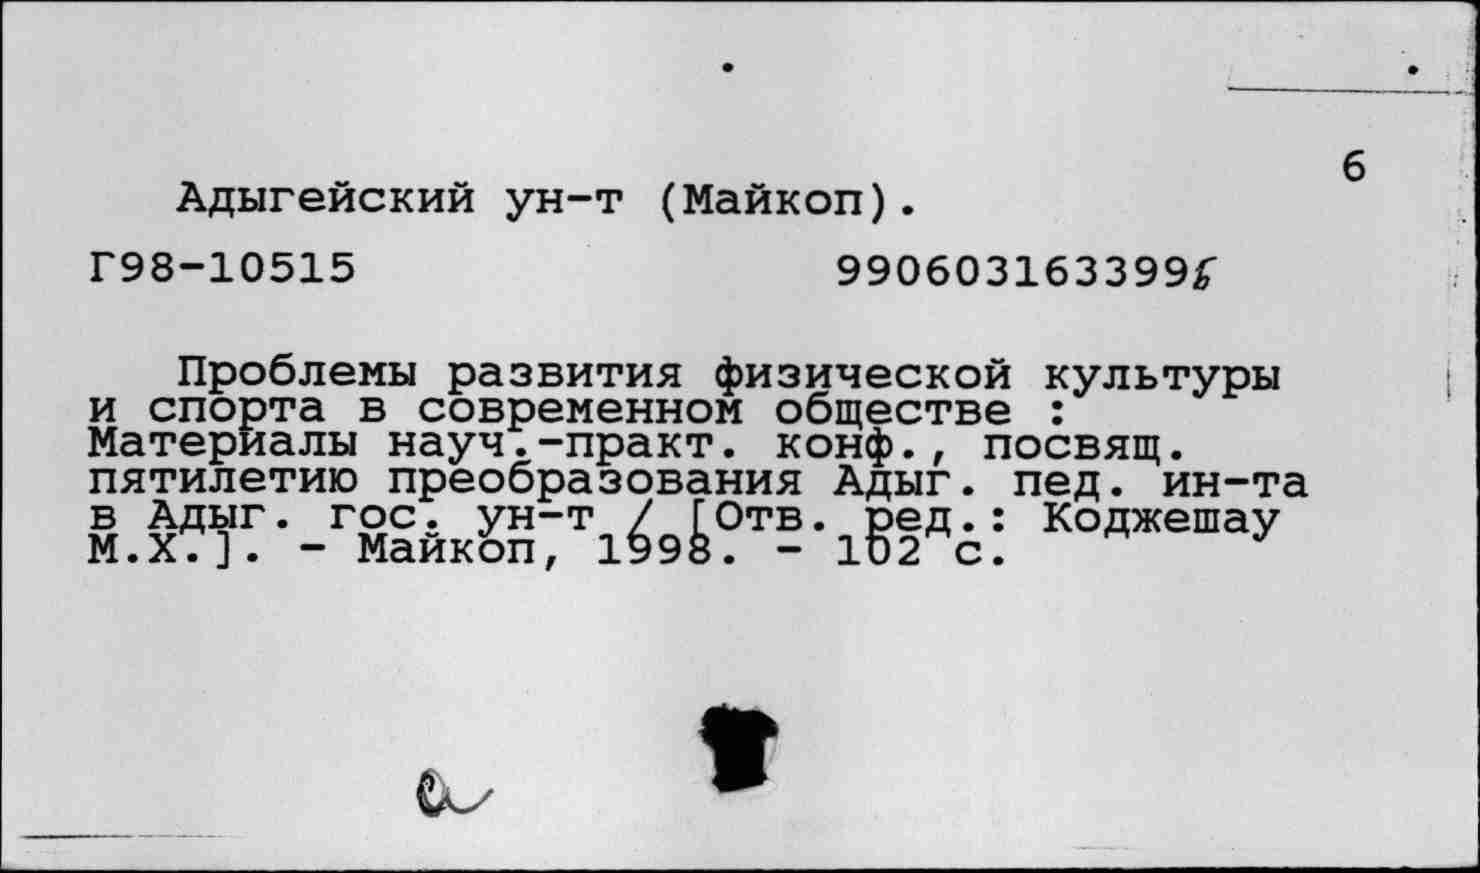 6
Адыгейский ун-т (Майкоп).
Г98-10515 990603163399б
Проблемы развития физической культуры
и спорта в современном обществе :
Материалы науч.-практ. конф., посвящ.
пятилетию преобразования Адыг. пед. ин-та
в Адыг. гос. ун-т / [Отв. ред.: Коджешау
М.Х.]. - Майкоп, 1998. - 102 с.